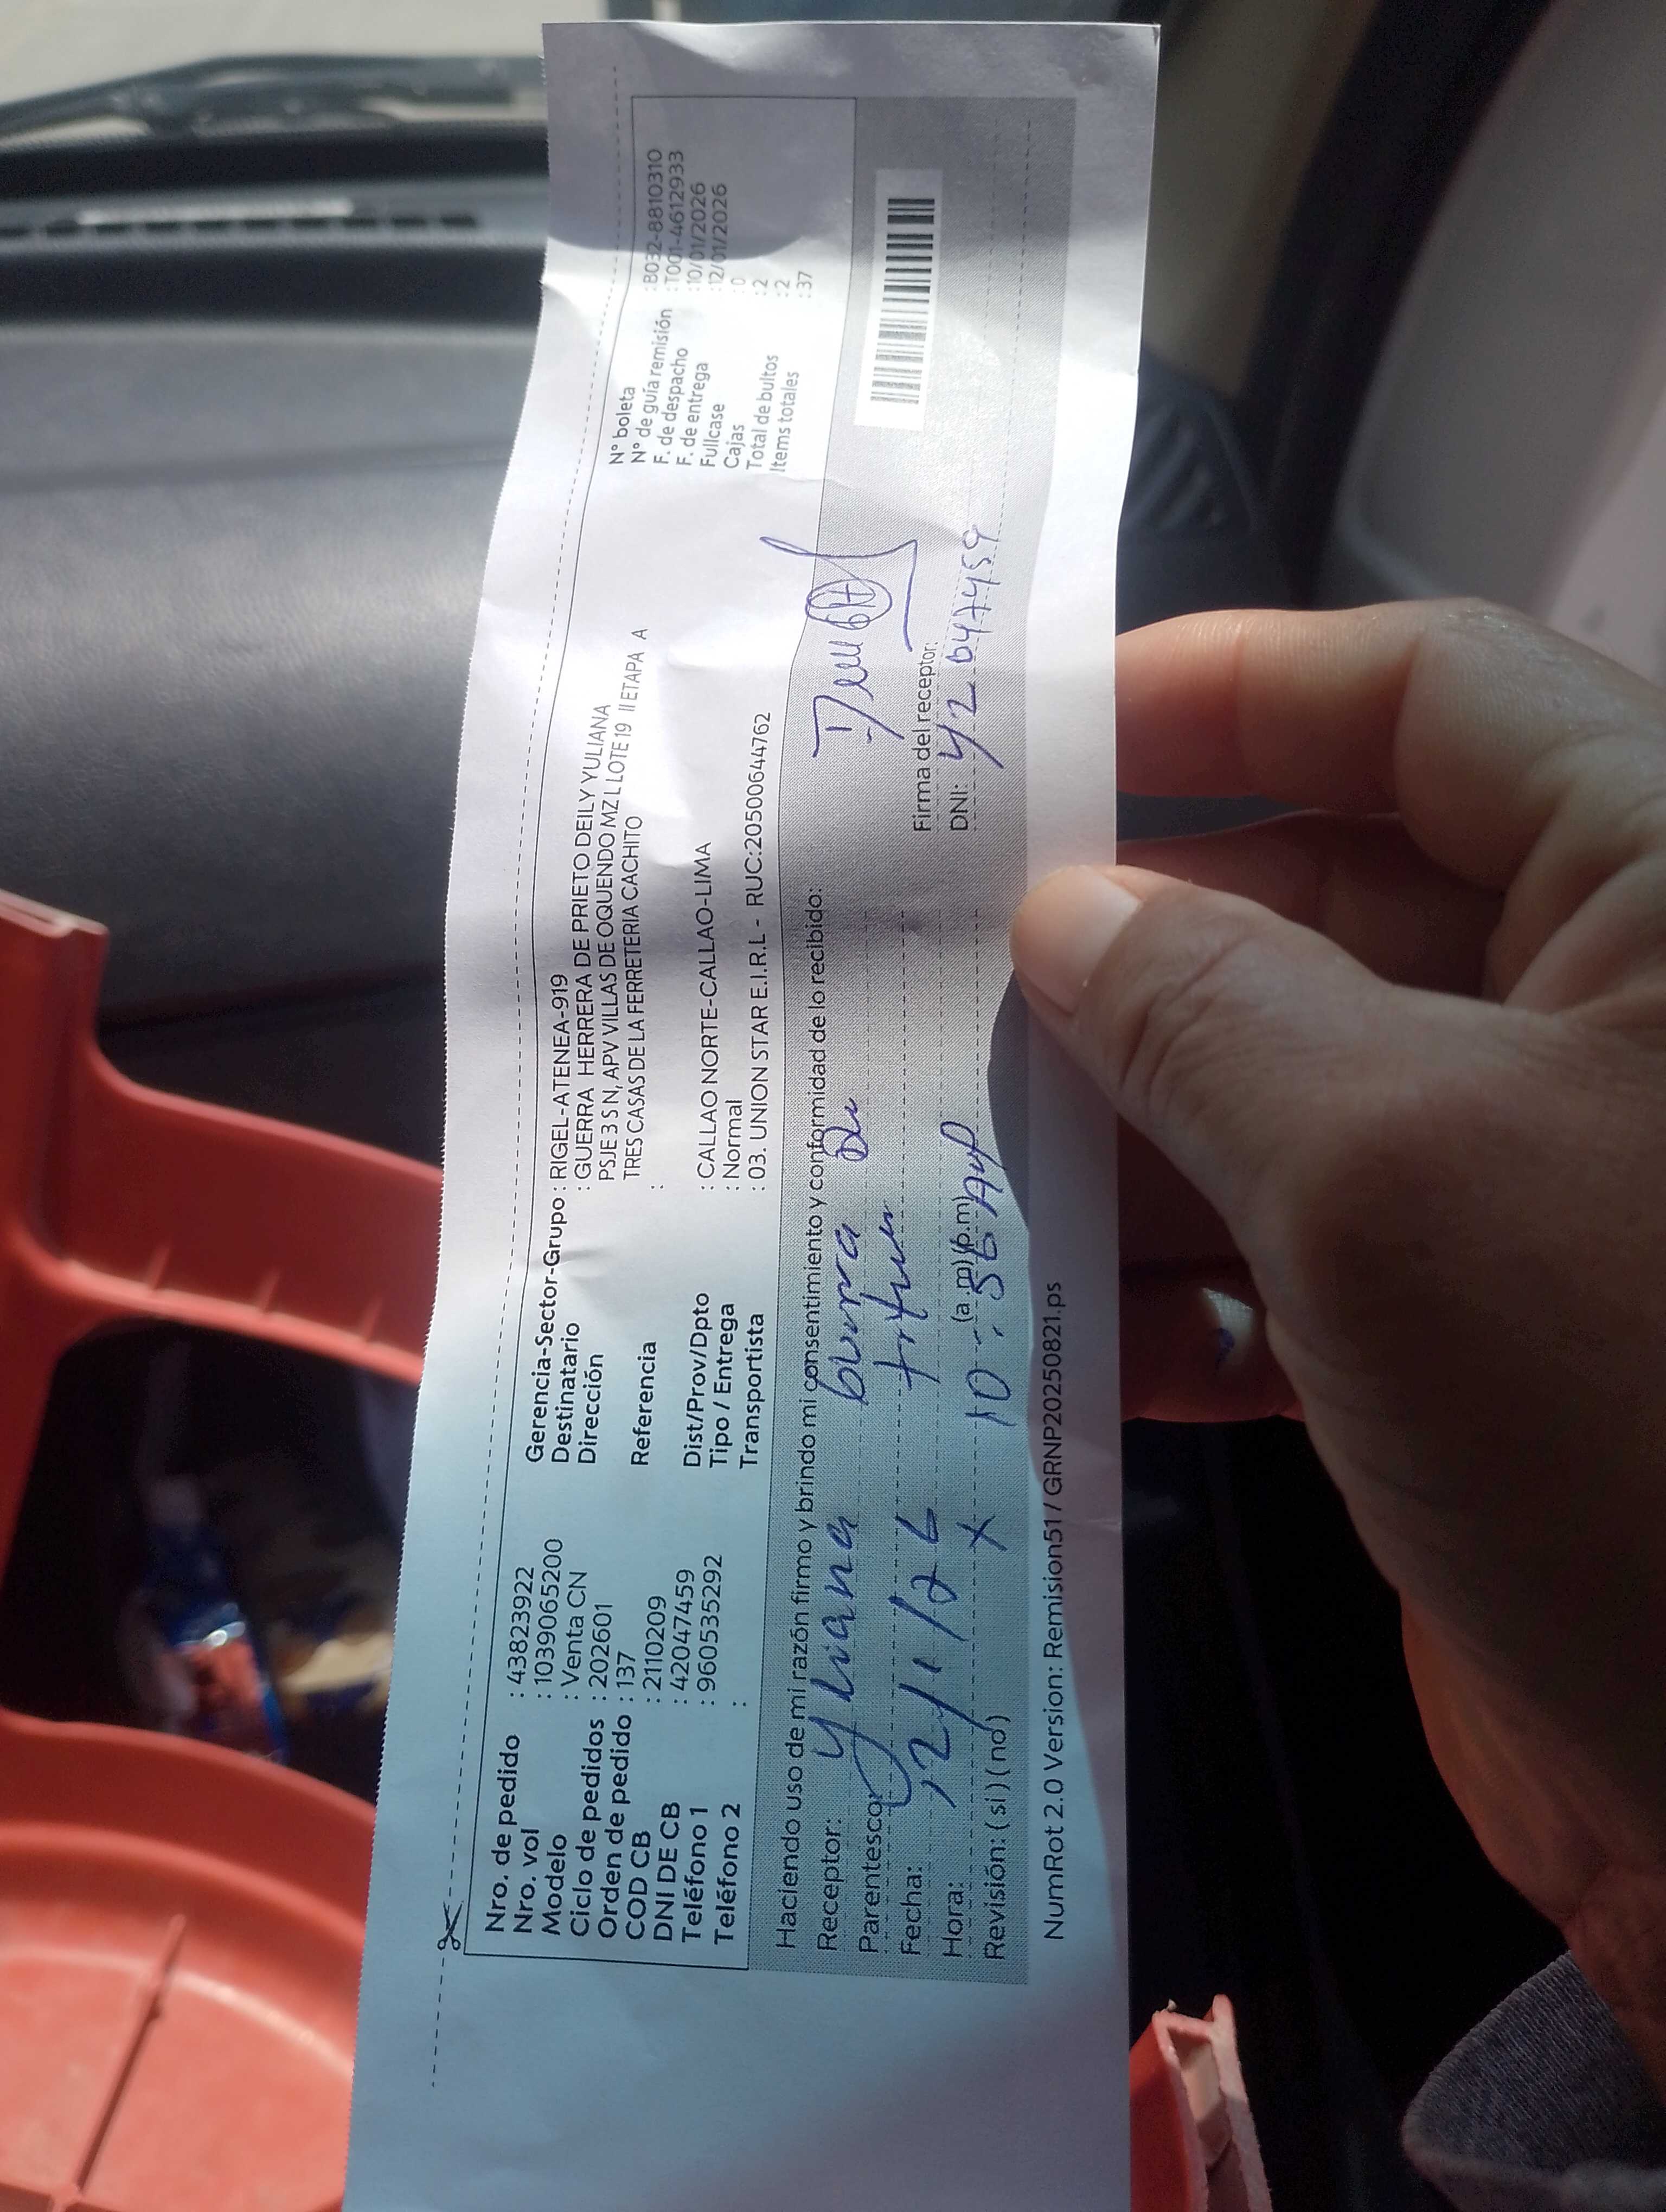 Nro. de pedido : 43823922
Nro. vol : 1039065200
Modelo : Venta CN
Ciclo de pedidos : 202601
Orden de pedido : 137
COD CB : 2110209
DNI DE CB : 42047459
Teléfono 1 : 960535292
Teléfono 2 :
Gerencia-Sector-Grupo : RIGEL-ATENEA-919
Destinatario : GUERRA HERRERA DE PRIETO DEILY YULIANA
Dirección PSJE 3 S N, APV VILLAS DE OQUENDO MZ L LOTE 19 II ETAPA A
TRES CASAS DE LA FERRETERIA CACHITO
Referencia :
Dist/Prov/Dpto : CALLAO NORTE-CALLAO-LIMA
Tipo / Entrega : Normal
Transportista : 03. UNION STAR E.I.R.L - RUC:20500644762
N° boleta : B032-8810310
N° de guía remisión : T001-4612933
F. de despacho : 10/01/2026
F. de entrega : 12/01/2026
Fullcase : 0
Cajas : 2
Total de bultos : 2
Items totales : 37
Haciendo uso de mi razón firmo y brindo mi consentimiento y conformidad de lo recibido:
Receptor:
Parentesco:
Fecha: 12/1/26
Hora: (a.m)(p.m) 10:56
Revisión: ( si ) ( no ) X
Firma del receptor:
DNI: 42047459
NumRot 2.0 Version: Remision51 / GRNP20250821.ps